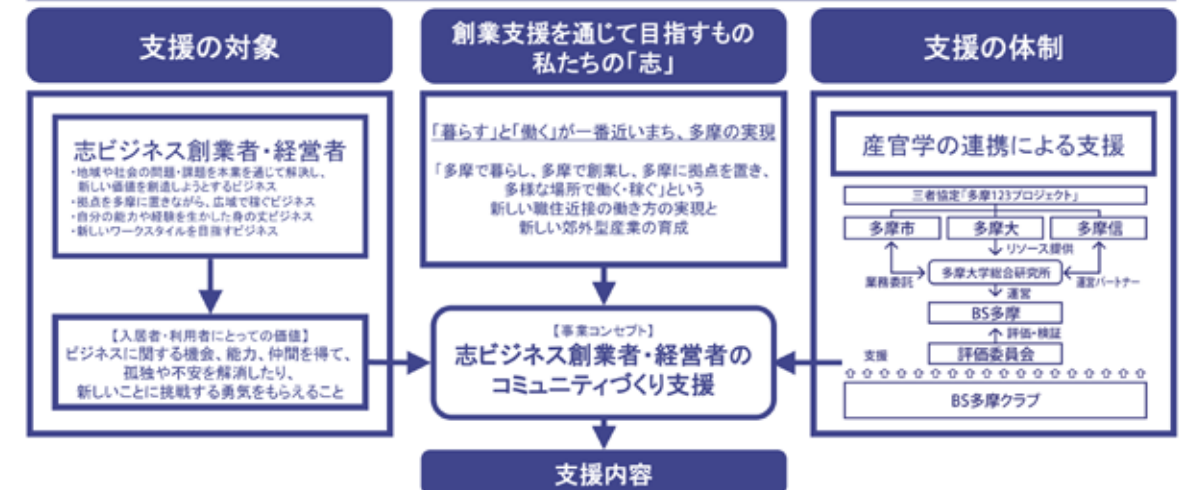 支援の対象
志ビジネス創業者・経営者
・地域や社会の問題・課題を本業を通じて解決し、
新しい価値を創造しようとするビジネス
・拠点を多摩に置きながら、広域で稼ぐビジネス
・自分の能力や経験を生かした身の丈ビジネス
・新しいワークスタイルを目指すビジネス
【入居者・利用者にとっての価値】
ビジネスに関する機会、能力、仲間を得て、
孤独や不安を解消したり、
新しいことに挑戦する勇気をもらえること
創業支援を通じて目指すもの
私たちの「志」
「暮らす」と「働く」が一番近いまち、多摩の実現
「多摩で暮らし、多摩で創業し、多摩に拠点を置き、
多様な場所で働く・稼ぐ」という
新しい職住近接の働き方の実現と
新しい郊外型産業の育成
【事業コンセプト】
志ビジネス創業者・経営者の
コミュニティづくり支援
支援内容
支援の体制
産官学の連携による支援
三者協定「多摩123プロジェクト」
多摩市 多摩大 多摩信
リソース提供
業務委託 多摩大学総合研究所 運営パートナー
運営
BS多摩
評価・検証
支援 評価委員会
BS多摩クラブ